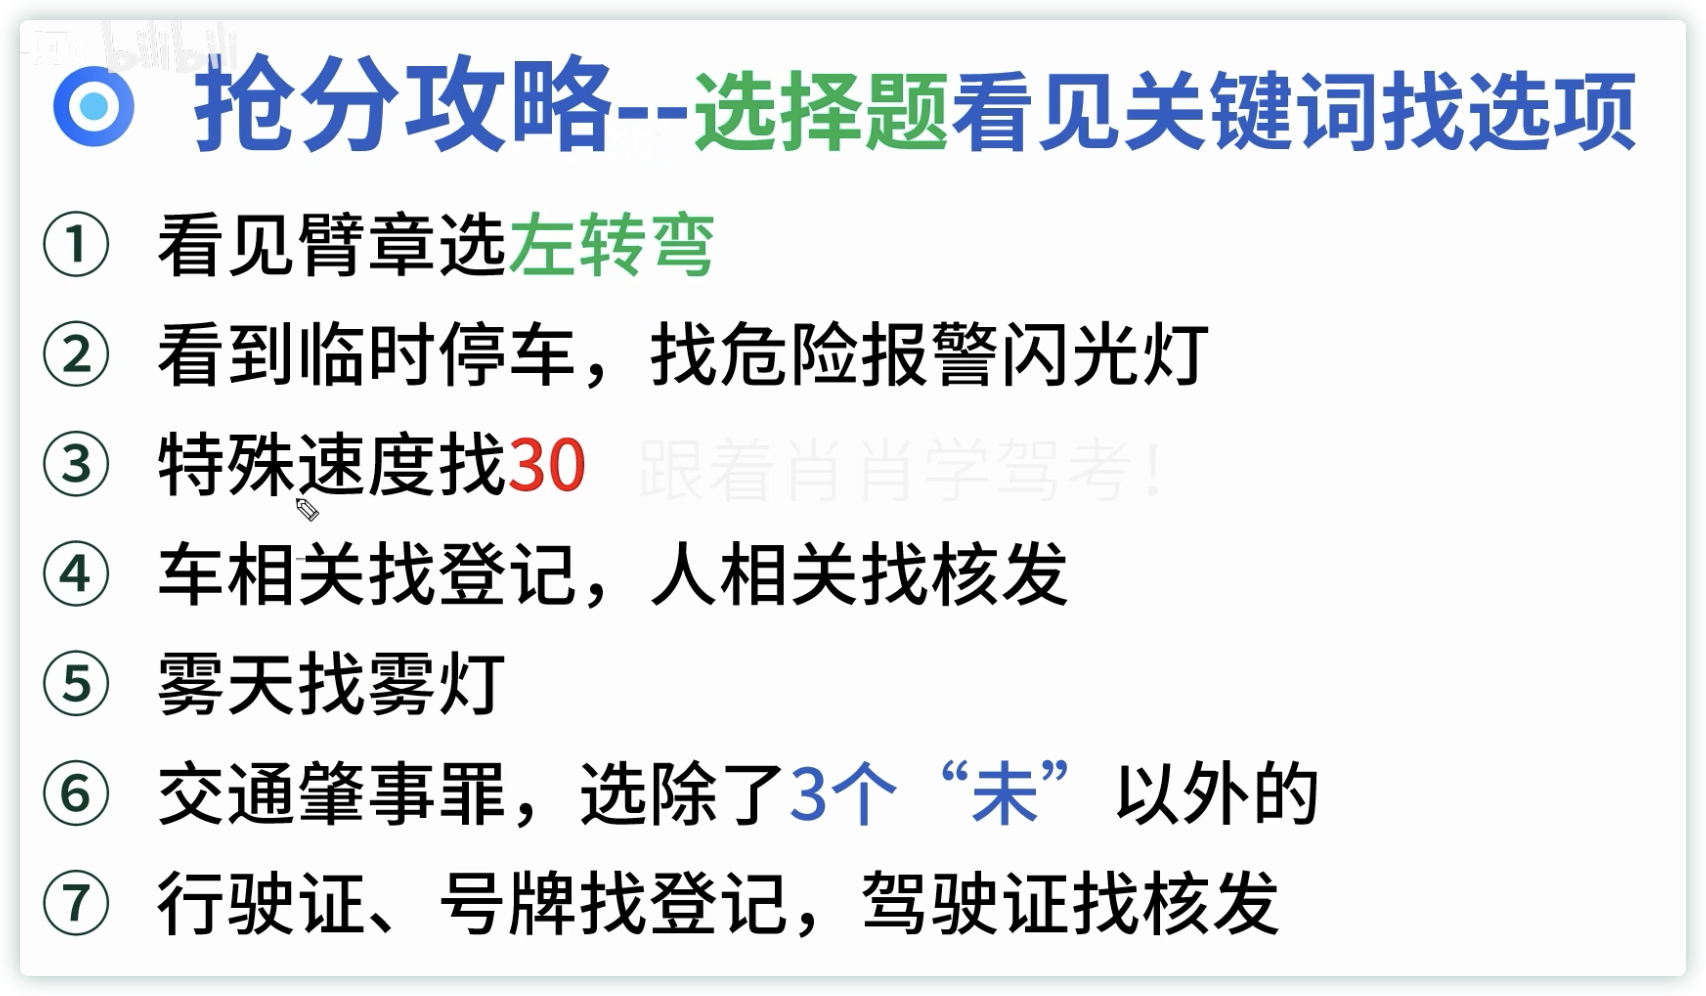 bilibili
抢分攻略--选择题看见关键词找选项
① 看见臂章选左转弯
② 看到临时停车，找危险报警闪光灯
③ 特殊速度找30
跟着肖肖学驾考！
④ 车相关找登记，人相关找核发
⑤ 雾天找雾灯
⑥ 交通肇事罪，选除了3个“未”以外的
⑦ 行驶证、号牌找登记，驾驶证找核发